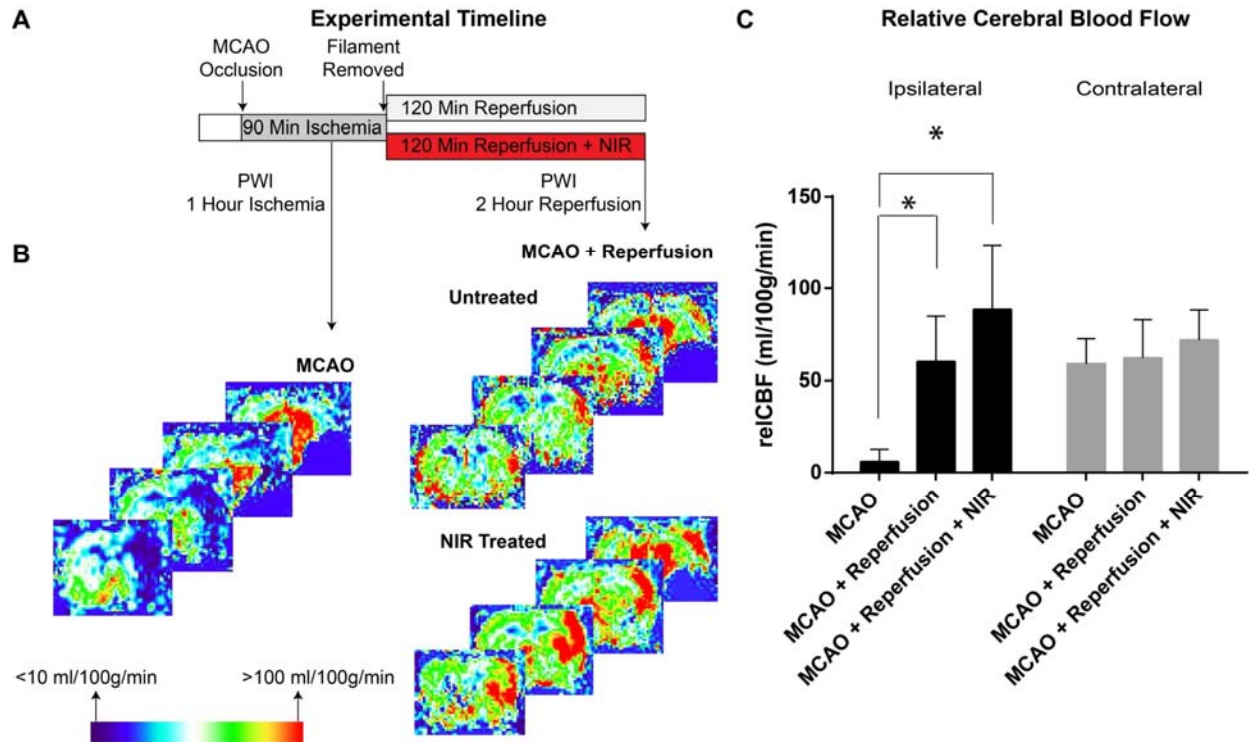 A
Experimental Timeline
MCAO
Occlusion
Filament
Removed
120 Min Reperfusion
90 Min Ischemia
120 Min Reperfusion + NIR
PWI
1 Hour Ischemia
PWI
2 Hour Reperfusion
B
MCAO + Reperfusion
Untreated
MCAO
NIR Treated
<10 ml/100g/min
>100 ml/100g/min
C
Relative Cerebral Blood Flow
Ipsilateral
Contralateral
*
*
relCBF (ml/100g/min)
150
100
50
0
MCAO
MCAO + Reperfusion
MCAO + Reperfusion + NIR
MCAO
MCAO + Reperfusion
MCAO + Reperfusion + NIR